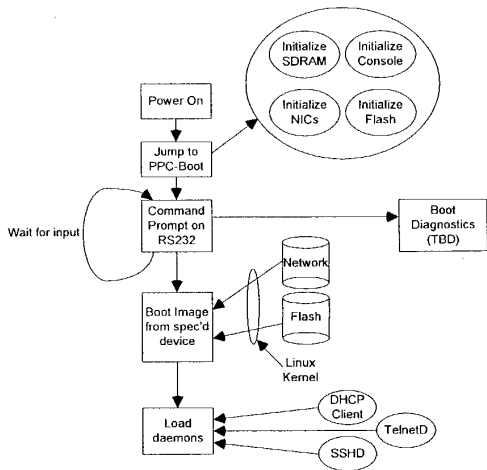 Initialize
SDRAM
Initialize
Console
Initialize
NICs
Initialize
Flash
Power On
Jump to
PPC-Boot
Command
Prompt on
RS232
Wait for input
Boot
Diagnostics
(TBD)
Network
Flash
Boot Image
from spec'd
device
Linux
Kernel
Load
daemons
DHCP
Client
TelnetD
SSHD